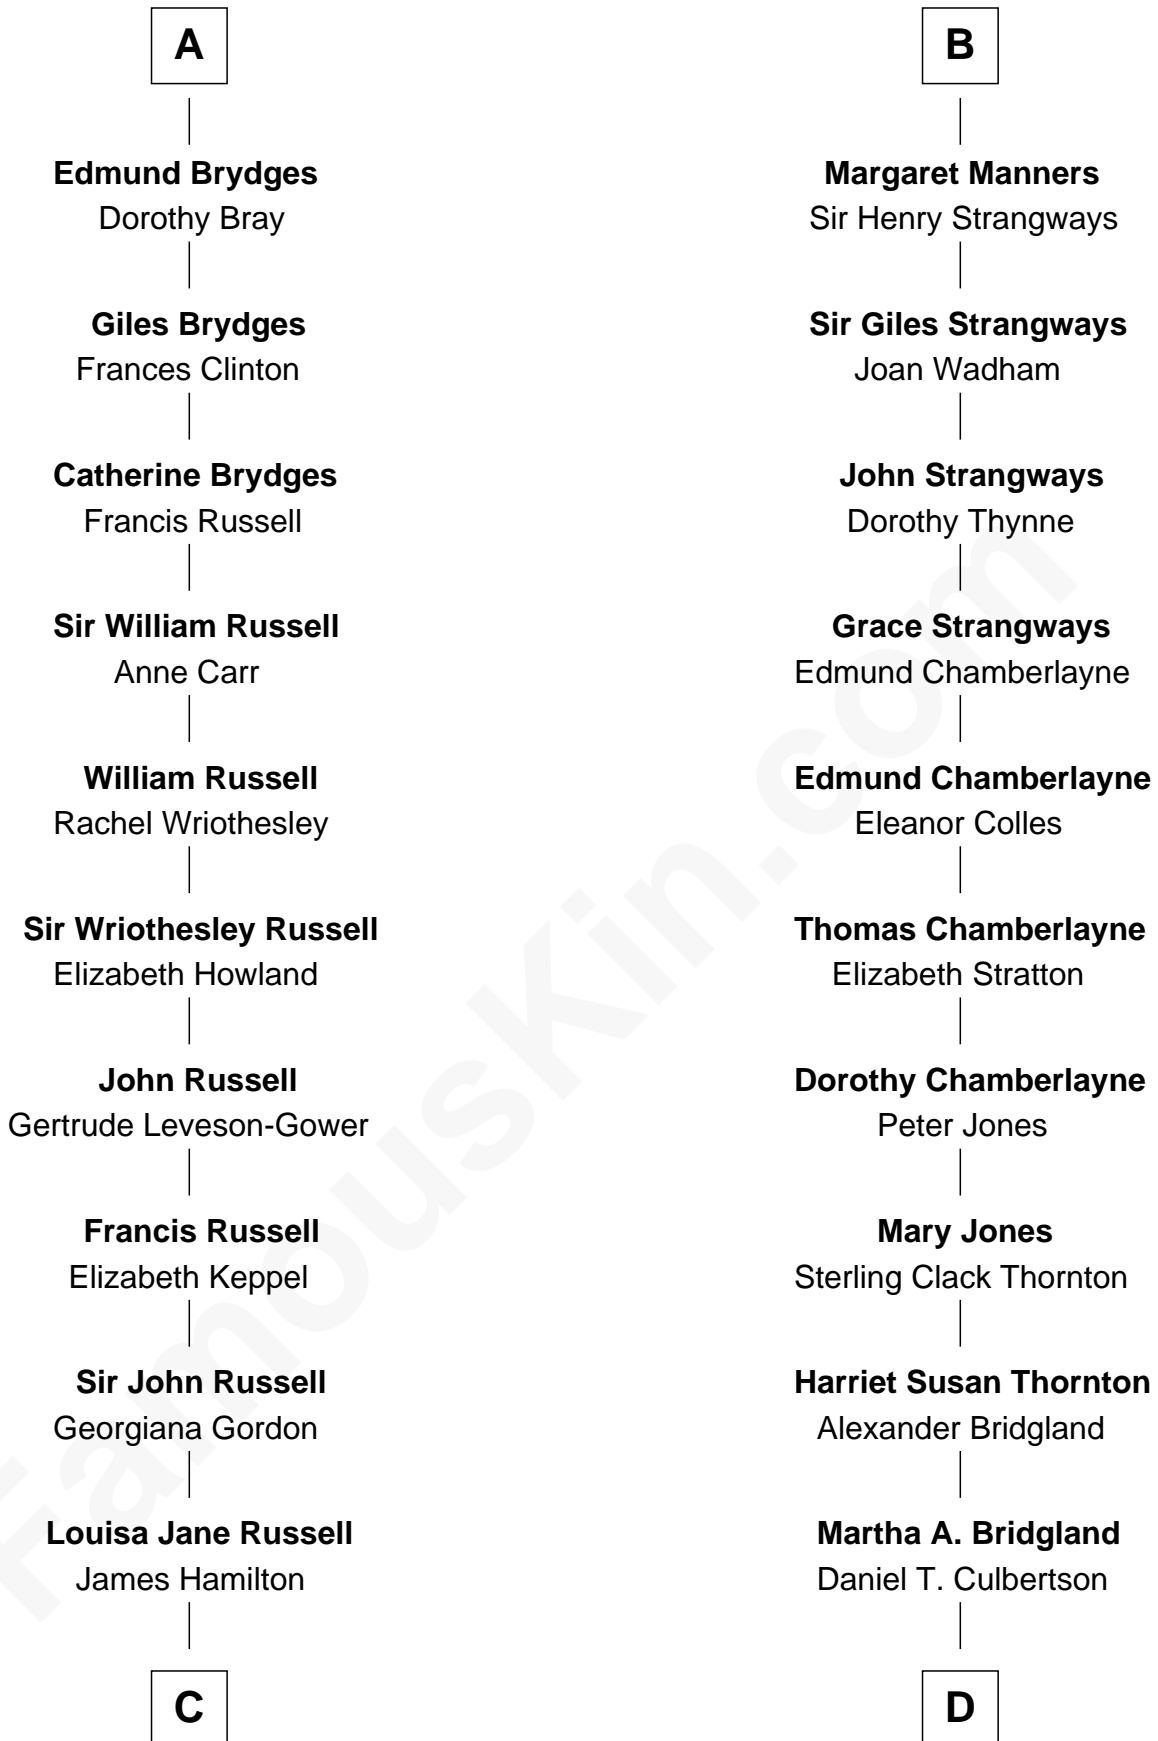 A
Edmund Brydges
Dorothy Bray
Giles Brydges
Frances Clinton
Catherine Brydges
Francis Russell
Sir William Russell
Anne Carr
William Russell
Rachel Wriothesley
Sir Wriothesley Russell
Elizabeth Howland
John Russell
Gertrude Leveson-Gower
Francis Russell
Elizabeth Keppel
Sir John Russell
Georgiana Gordon
Louisa Jane Russell
James Hamilton
C
B
Margaret Manners
Sir Henry Strangways
Sir Giles Strangways
Joan Wadham
John Strangways
Dorothy Thynne
Grace Strangways
Edmund Chamberlayne
Edmund Chamberlayne
Eleanor Colles
Thomas Chamberlayne
Elizabeth Stratton
Dorothy Chamberlayne
Peter Jones
Mary Jones
Sterling Clack Thornton
Harriet Susan Thornton
Alexander Bridgland
Martha A. Bridgland
Daniel T. Culbertson
D
FamousKin.com